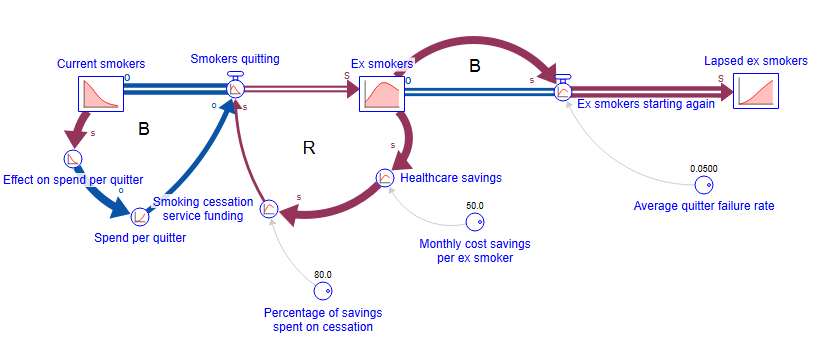 Current smokers
Smokers quitting
Ex smokers
Lapsed ex smokers
o
S
o
B
s
S
o
s
Ex smokers starting again
B
s
s
R
Effect on spend per quitter
o
Smoking cessation
service funding
s
Healthcare savings
0.0500
Average quitter failure rate
Spend per quitter
50.0
Monthly cost savings
per ex smoker
80.0
Percentage of savings
spent on cessation
s